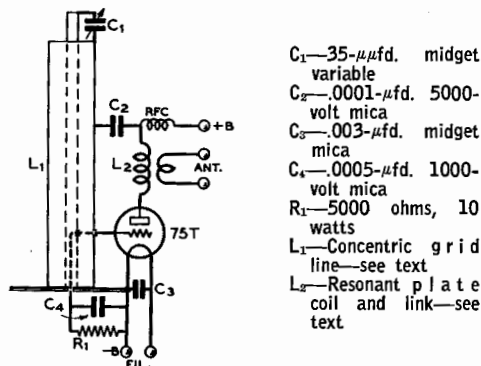 C₁
C₂
RFC
+B
L₁
L₂
ANT.
75T
C₃
C₄
R₁
-B
FIL.
C₁—35-μμfd. midget
variable
C₂—.0001-μfd. 5000-
volt mica
C₃—.003-μfd. midget
mica
C₄—.0005-μfd. 1000-
volt mica
R₁—5000 ohms, 10
watts
L₁—Concentric grid
line—see text
L₂—Resonant plate
coil and link—see
text